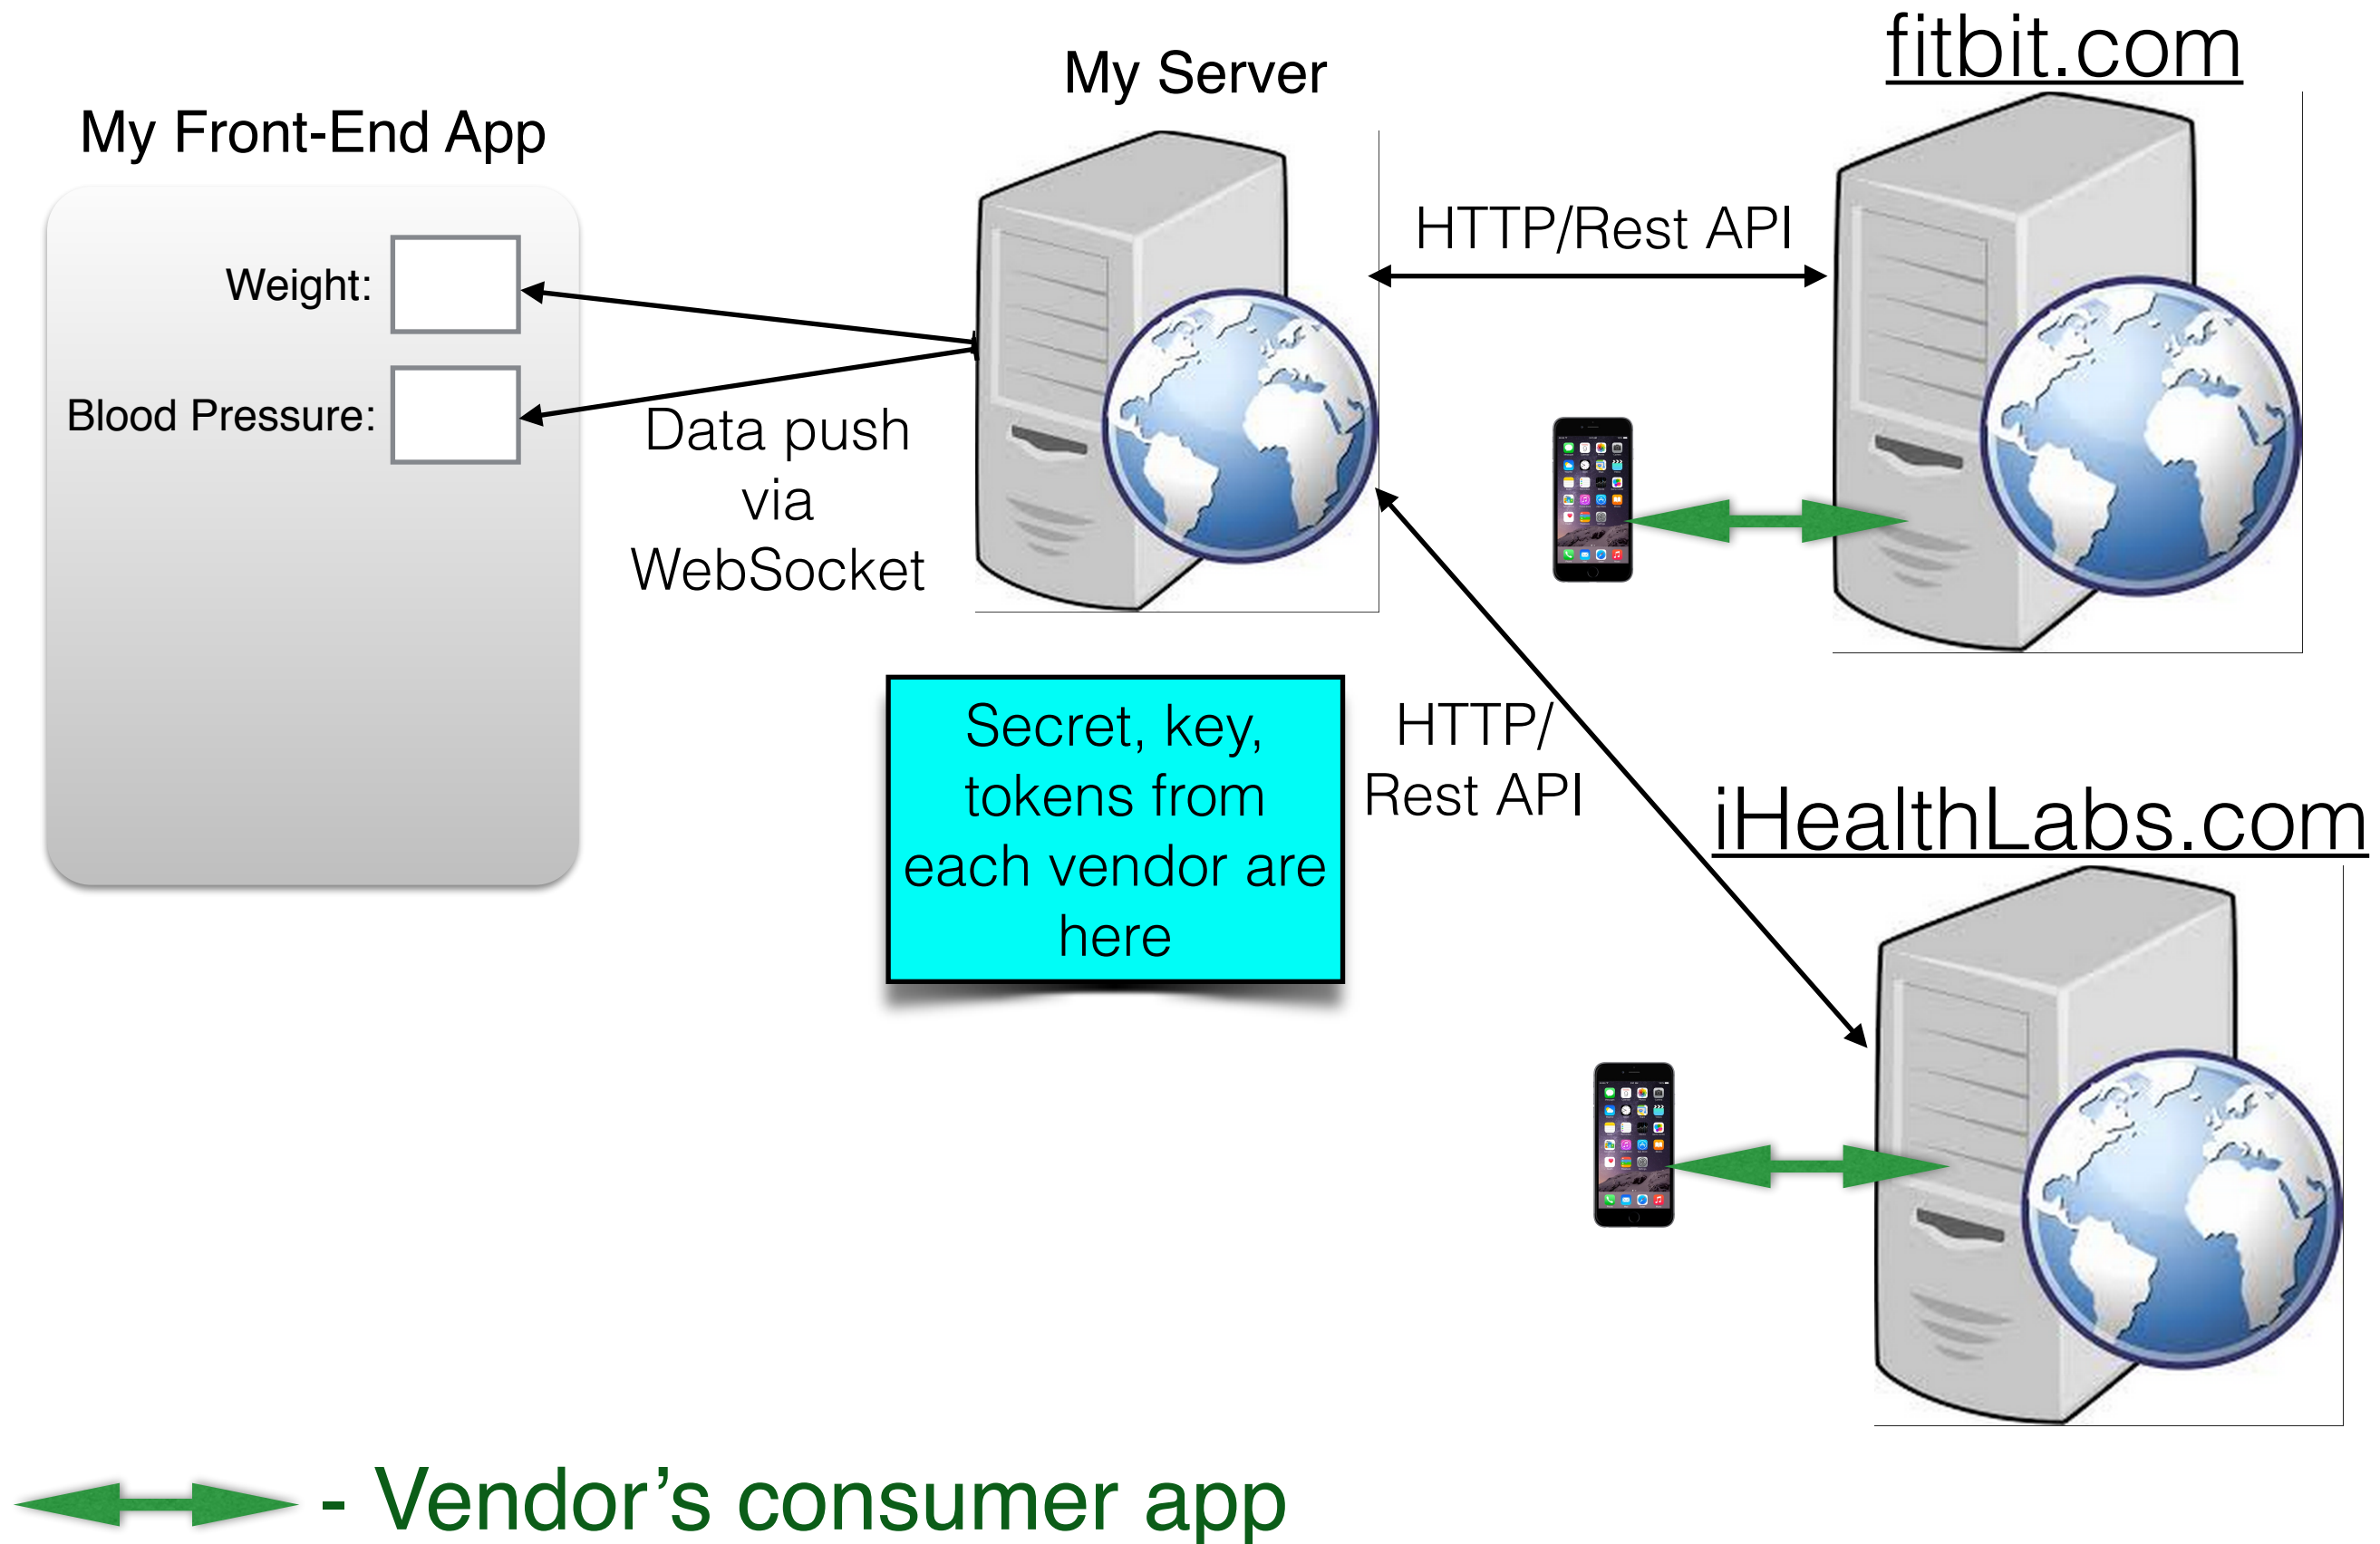 My Front-End App
Weight:
Blood Pressure:
Data push
via
WebSocket
My Server
HTTP/Rest API
fitbit.com
Secret, key,
tokens from
each vendor are
here
HTTP/
Rest API
iHealthLabs.com
- Vendor’s consumer app